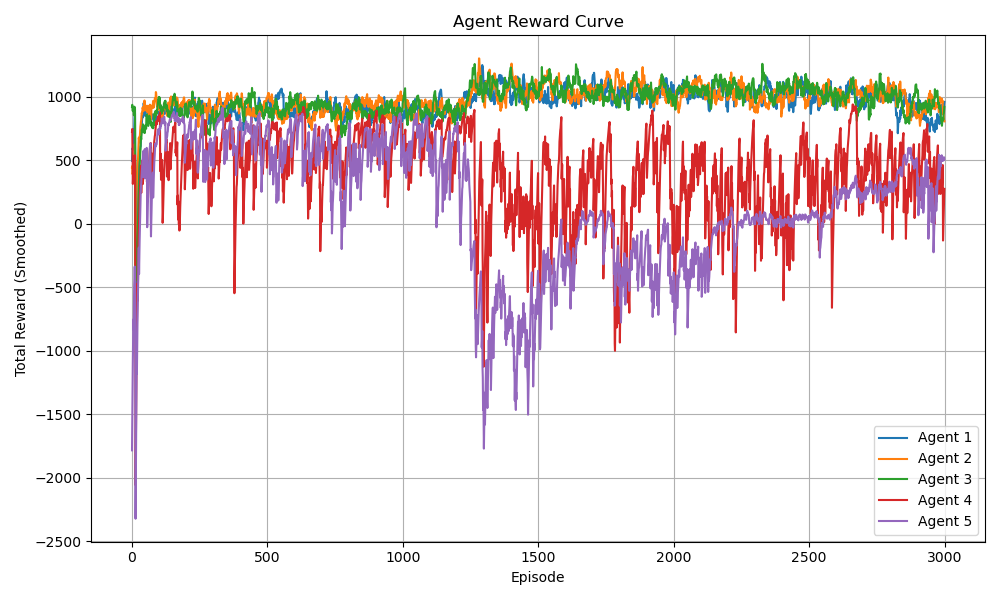 Agent Reward Curve
Total Reward (Smoothed)
1000
500
0
−500
−1000
−1500
−2000
−2500
0 500 1000 1500 2000 2500 3000
Episode
Agent 1
Agent 2
Agent 3
Agent 4
Agent 5